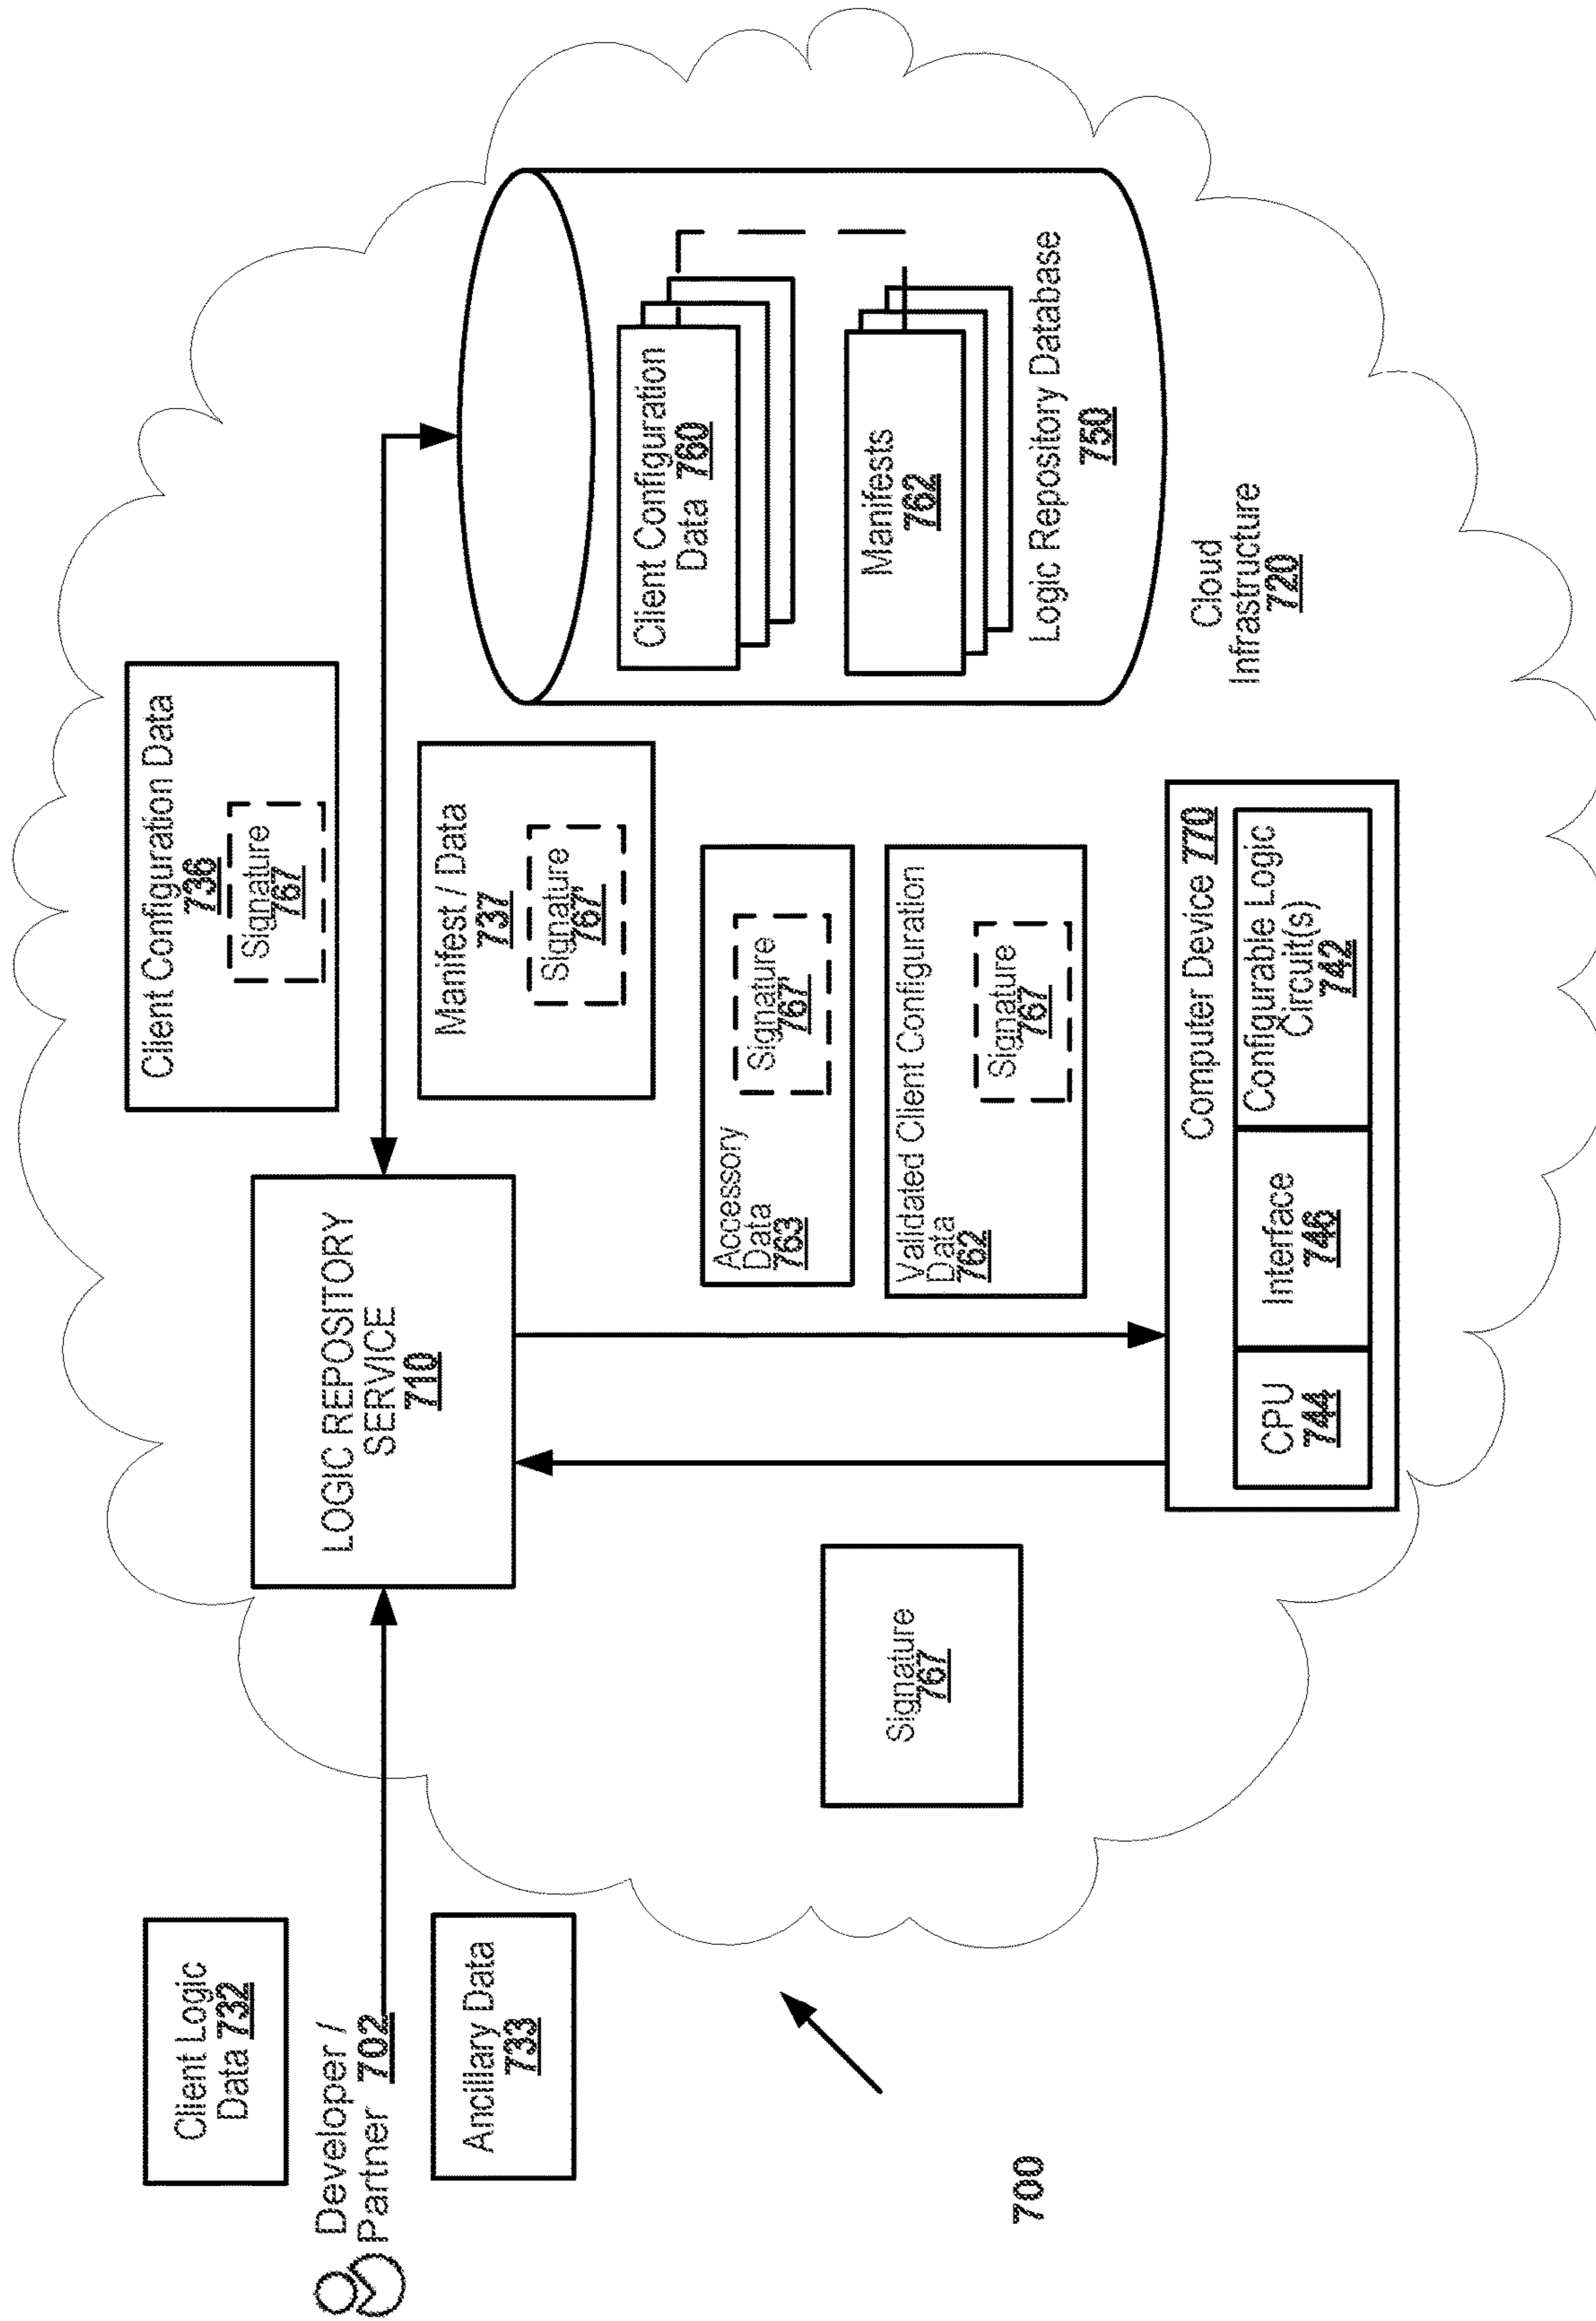 Client Logic
Data 732
Developer /
Partner 702
Ancillary Data
733
700
LOGIC REPOSITORY
SERVICE
710
Signature
767
Client Configuration Data
736
Signature
767
Manifest / Data
737
Signature
767'
Accessory
Data
763
Signature
767'
Validated Client Configuration
Data
762
Signature
767
Computer Device 770
CPU
744
Interface
746
Configurable Logic
Circuit(s)
742
Client Configuration
Data 760
Manifests
762
Logic Repository Database
750
Cloud
Infrastructure
720